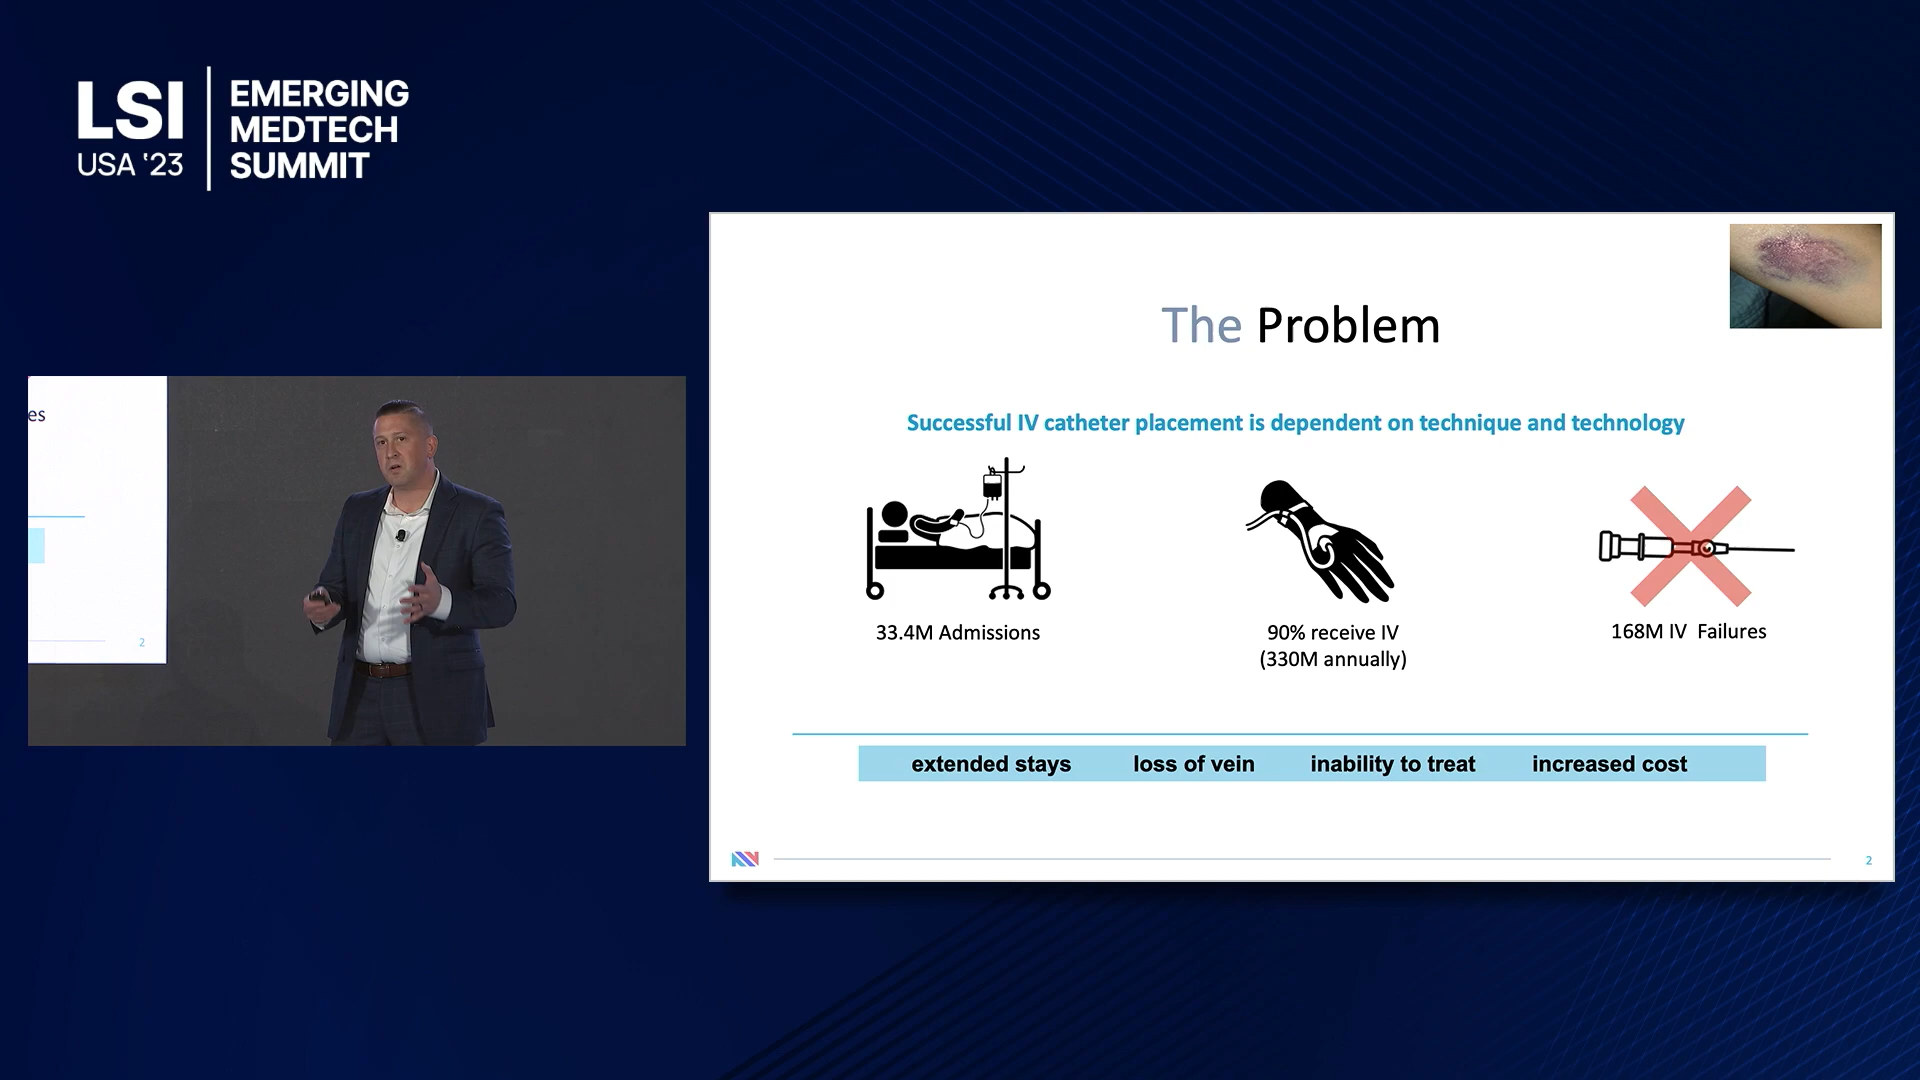 LSI
USA '23
EMERGING
MEDTECH
SUMMIT
es
2
The Problem
Successful IV catheter placement is dependent on technique and technology
33.4M Admissions
90% receive IV
(330M annually)
168M IV Failures
extended stays loss of vein inability to treat increased cost
2